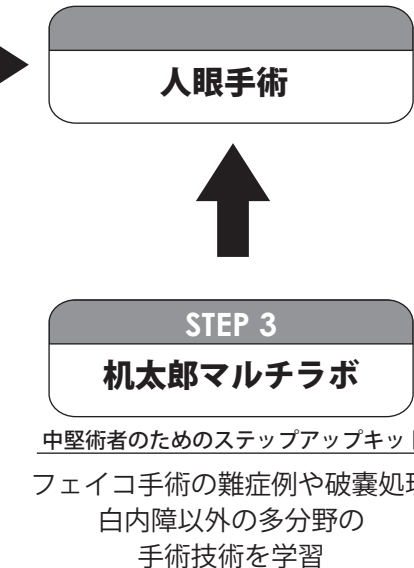 人眼手術
STEP 3
机太郎マルチラボ
中堅術者のためのステップアップキッ
フェイコ手術の難症例や破嚢処
白内障以外の多分野の
手術技術を学習